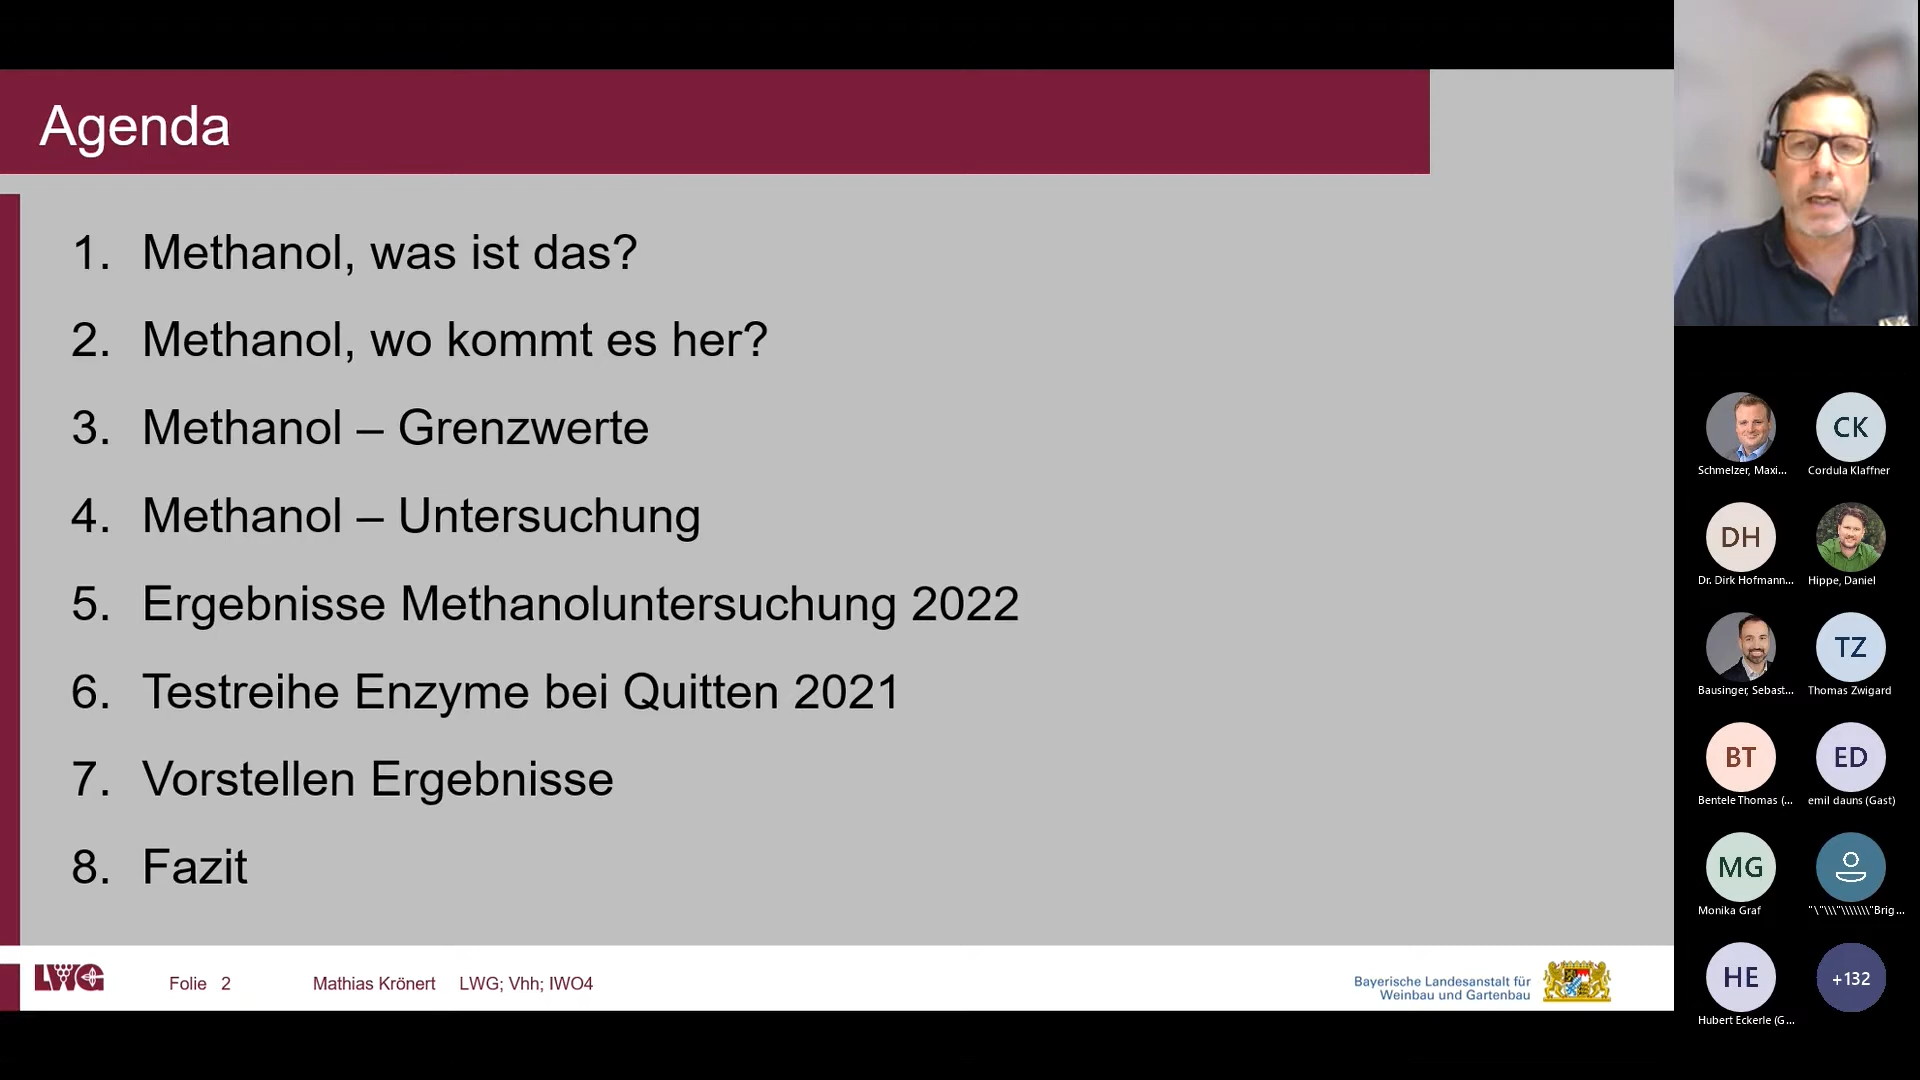 Agenda
1. Methanol, was ist das?
2. Methanol, wo kommt es her?
3. Methanol – Grenzwerte
4. Methanol – Untersuchung
5. Ergebnisse Methanoluntersuchung 2022
6. Testreihe Enzyme bei Quitten 2021
7. Vorstellen Ergebnisse
8. Fazit
LWG
Folie 2
Mathias Krönert LWG; Vhh; IWO4
Bayerische Landesanstalt für
Weinbau und Gartenbau
Schmelzer, Maxi...
CK
Cordula Klaffner
DH
Dr. Dirk Hofmann...
Hippe, Daniel
Bausinger, Sebast...
TZ
Thomas Zwigard
BT
Bentele Thomas (...
ED
emil dauns (Gast)
MG
Monika Graf
"\"\\\"\\\\\\\"Brig...
HE
Hubert Eckerle (G...
+132